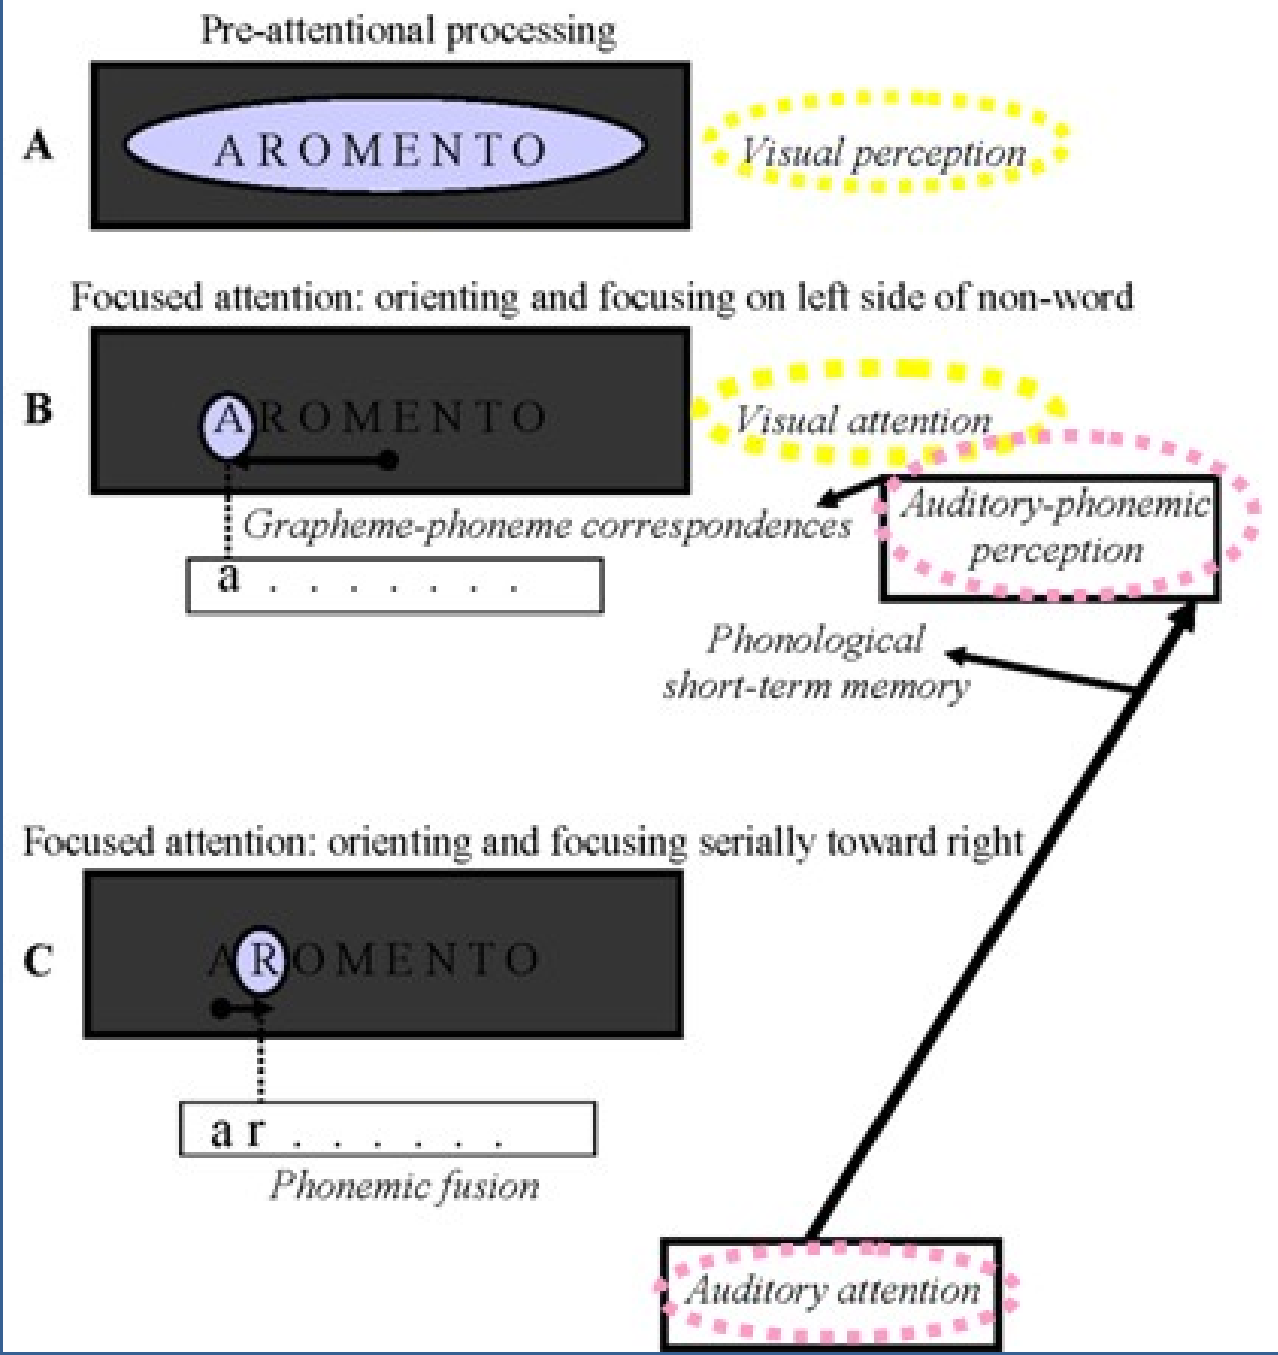 Pre-attentional processing
A
AROMENTO
Visual perception
Focused attention: orienting and focusing on left side of non-word
B
AROMENTO
Visual attention
Grapheme-phoneme correspondences
Auditory-phonemic
perception
a . . . . . . .
Phonological
short-term memory
Focused attention: orienting and focusing serially toward right
C
AROMENTO
a r . . . . . .
Phonemic fusion
Auditory attention